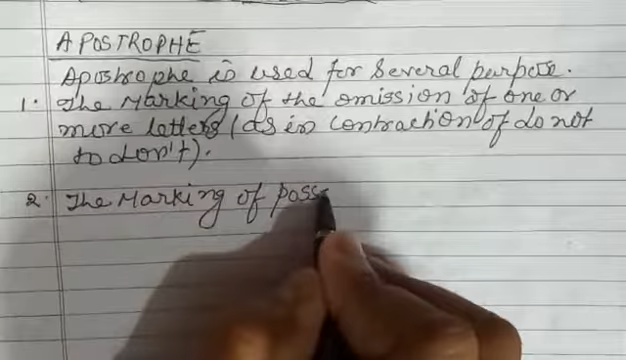 APOSTROPHE
Apostrophe is used for several purpose.
1. The Marking of the omission of one or
more letters (as in contraction of do not
to don't).
2. The Marking of poss